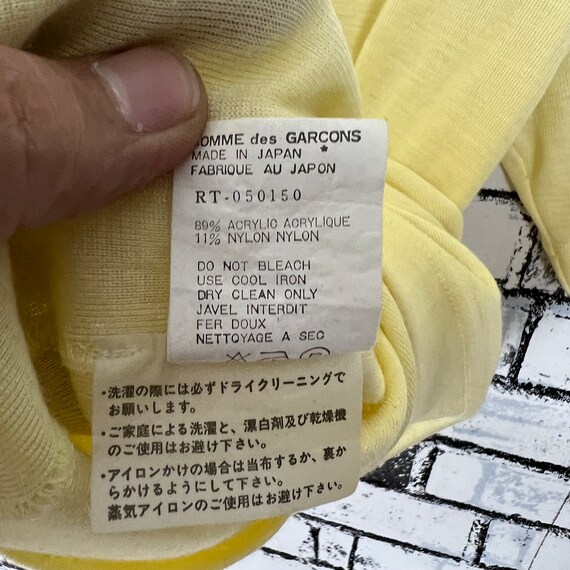 COMME des GARCONS
MADE IN JAPAN
FABRIQUE AU JAPON
RT-050150
89% ACRYLIC ACRYLIQUE
11% NYLON NYLON
DO NOT BLEACH
USE COOL IRON
DRY CLEAN ONLY
JAVEL INTERDIT
FER DOUX
NETTOYAGE A SEC
・洗濯の際には必ずドライクリーニングで
お願いします。
・ご家庭による洗濯と、漂白剤及び乾燥機
のご使用はお避け下さい。
・アイロンかけの場合は当布するか、裏か
らかけるようにして下さい。
蒸気アイロンのご使用はお避け下さい。